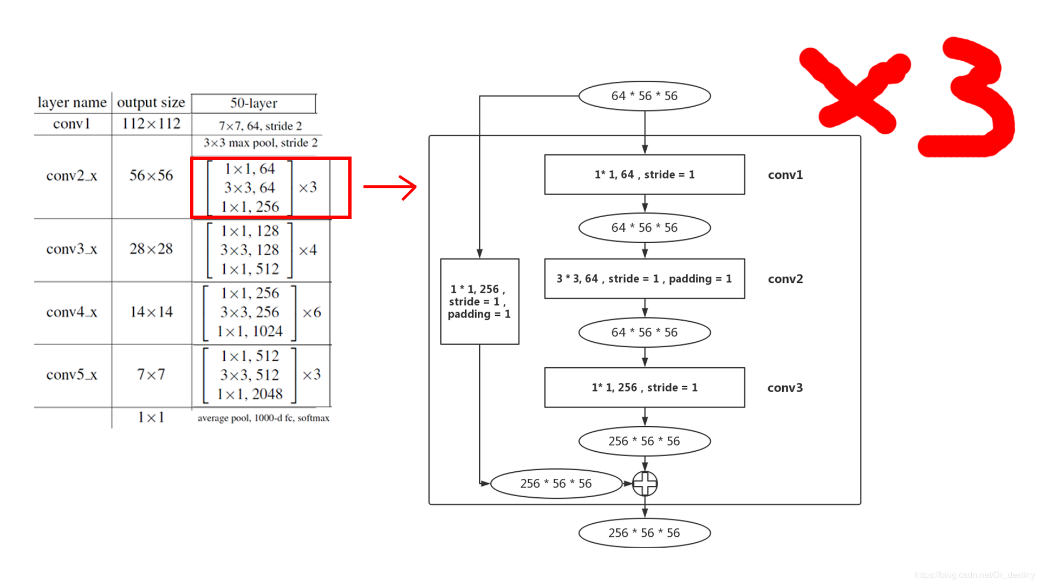 ×3
layer name output size 50-layer
conv1 112×112 7×7, 64, stride 2
3×3 max pool, stride 2
conv2_x 56×56
1×1, 64
3×3, 64
1×1, 256
×3
conv3_x 28×28
1×1, 128
3×3, 128
1×1, 512
×4
conv4_x 14×14
1×1, 256
3×3, 256
1×1, 1024
×6
conv5_x 7×7
1×1, 512
3×3, 512
1×1, 2048
×3
1×1 average pool, 1000-d fc, softmax
64 * 56 * 56
1* 1, 64 , stride = 1 conv1
64 * 56 * 56
3 * 3, 64 , stride = 1 , padding = 1 conv2
1 * 1, 256 ,
stride = 1 ,
padding = 1
64 * 56 * 56
1* 1, 256 , stride = 1 conv3
256 * 56 * 56
256 * 56 * 56
256 * 56 * 56